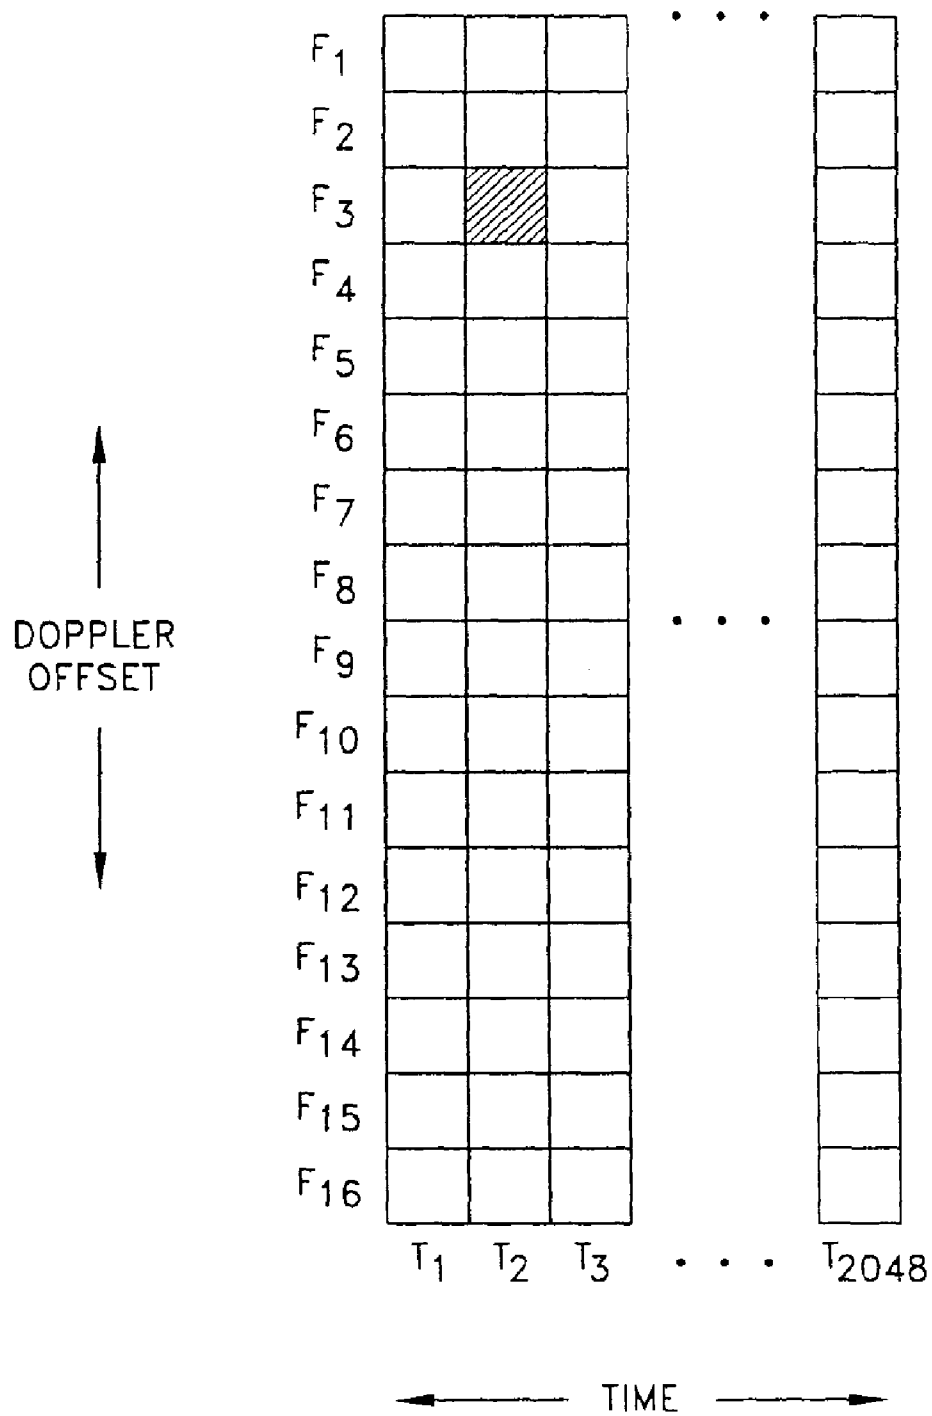 F1
F2
F3
F4
F5
F6
F7
F8
DOPPLER
OFFSET
F9
F10
F11
F12
F13
F14
F15
F16
T1 T2 T3 . . . T2048
TIME